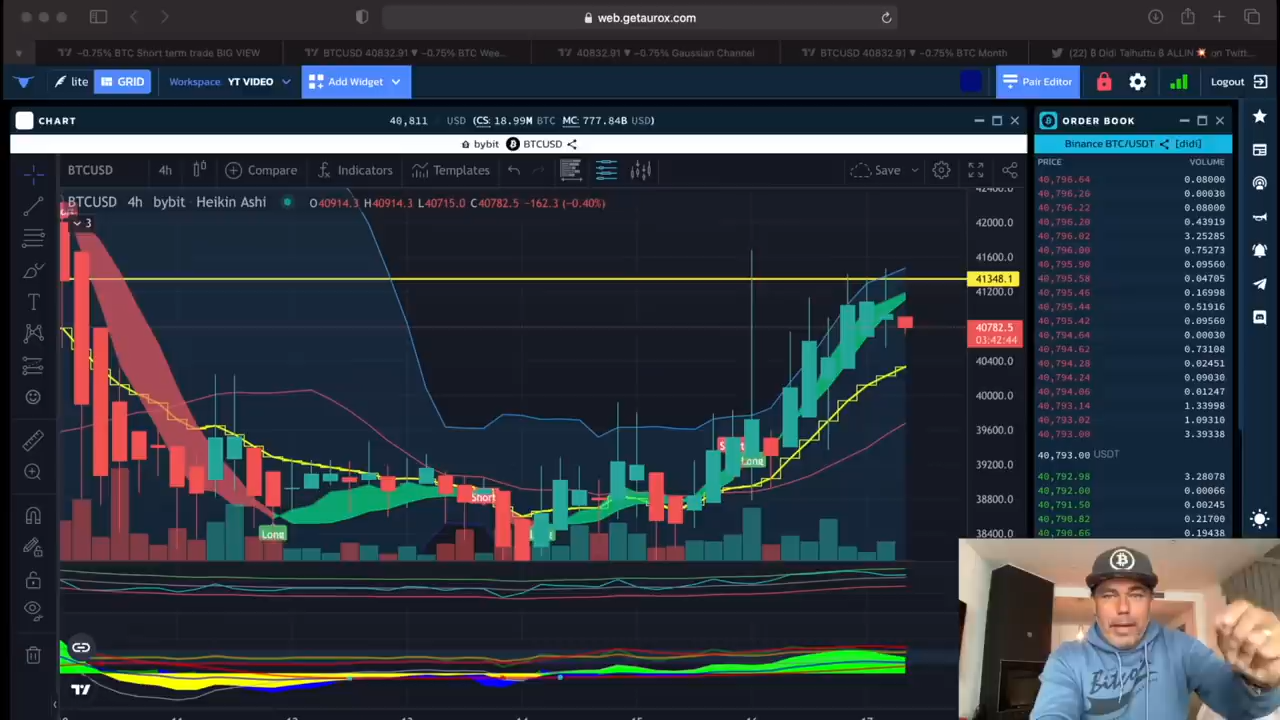 web.getaurox.com
−0.75% BTC Short term trade BIG VIEW
BTCUSD 40832.91 ▼ −0.75% BTC Wee...
40832.91 ▼ −0.75% Gaussian Channel
BTCUSD 40832.91 ▼ −0.75% BTC Month
(22) ₿ Didi Taihuttu ₿ ALLIN💥 on Twitt...
lite GRID Workspace YT VIDEO Add Widget Pair Editor Logout
CHART 40,811 / USD (CS: 18.99M BTC MC: 777.84B USD)
bybit BTCUSD
BTCUSD 4h Compare Indicators Templates Save
BTCUSD 4h bybit Heikin Ashi O40914.3 H40914.3 L40715.0 C40782.5 −162.3 (−0.40%)
3
42400.0
42000.0
41600.0
41348.1
41200.0
40782.5
03:42:44
40400.0
40000.0
39600.0
39200.0
38800.0
38400.0
Long
Short
Long
ORDER BOOK
Binance BTC/USDT [didi]
PRICE VOLUME
40,796.64 0.08000
40,796.26 0.00030
40,796.22 0.08000
40,796.20 0.43919
40,796.02 3.25285
40,796.00 0.75273
40,795.90 0.09560
40,795.58 0.04705
40,795.46 0.16998
40,795.44 0.51916
40,795.42 0.09560
40,794.64 0.00030
40,794.62 0.73108
40,794.28 0.02451
40,794.24 0.09030
40,794.06 0.01247
40,793.14 1.33998
40,793.02 1.09310
40,793.00 3.39338
40,793.00 USDT
40,792.98 3.28078
40,792.00 0.00066
40,791.50 0.00245
40,790.82 0.21700
40,790.66 0.19438